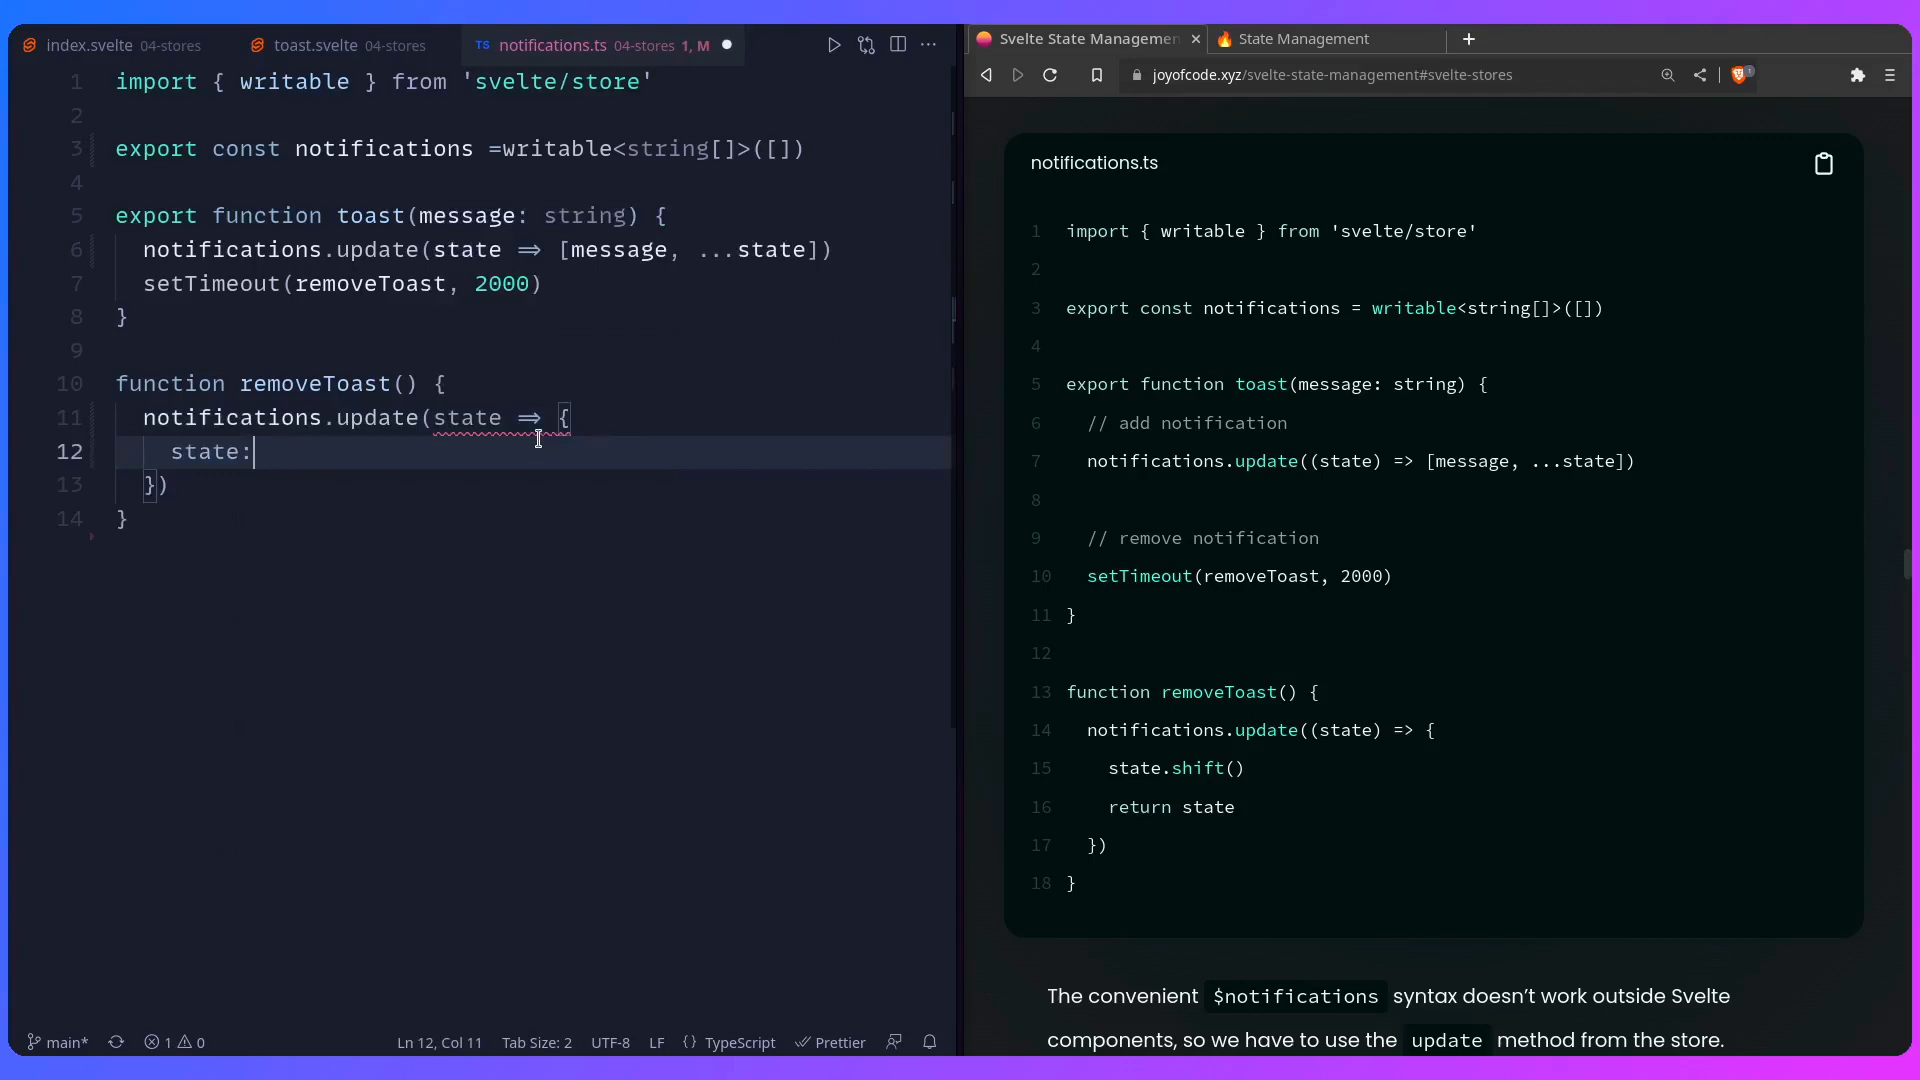 index.svelte 04-stores
toast.svelte 04-stores
TS notifications.ts 04-stores 1, M
1 import { writable } from 'svelte/store'
2
3 export const notifications =writable<string[]>([])
4
5 export function toast(message: string) {
6 notifications.update(state ⇒ [message, ...state])
7 setTimeout(removeToast, 2000)
8 }
9
10 function removeToast() {
11 notifications.update(state ⇒ {
12 state:
13 })
14 }
main* 1 0 Ln 12, Col 11 Tab Size: 2 UTF-8 LF {} TypeScript Prettier
Svelte State Managemen
State Management
joyofcode.xyz/svelte-state-management#svelte-stores
1
notifications.ts
1 import { writable } from 'svelte/store'
2
3 export const notifications = writable<string[]>([])
4
5 export function toast(message: string) {
6 // add notification
7 notifications.update((state) => [message, ...state])
8
9 // remove notification
10 setTimeout(removeToast, 2000)
11 }
12
13 function removeToast() {
14 notifications.update((state) => {
15 state.shift()
16 return state
17 })
18 }
The convenient $notifications syntax doesn't work outside Svelte
components, so we have to use the update method from the store.